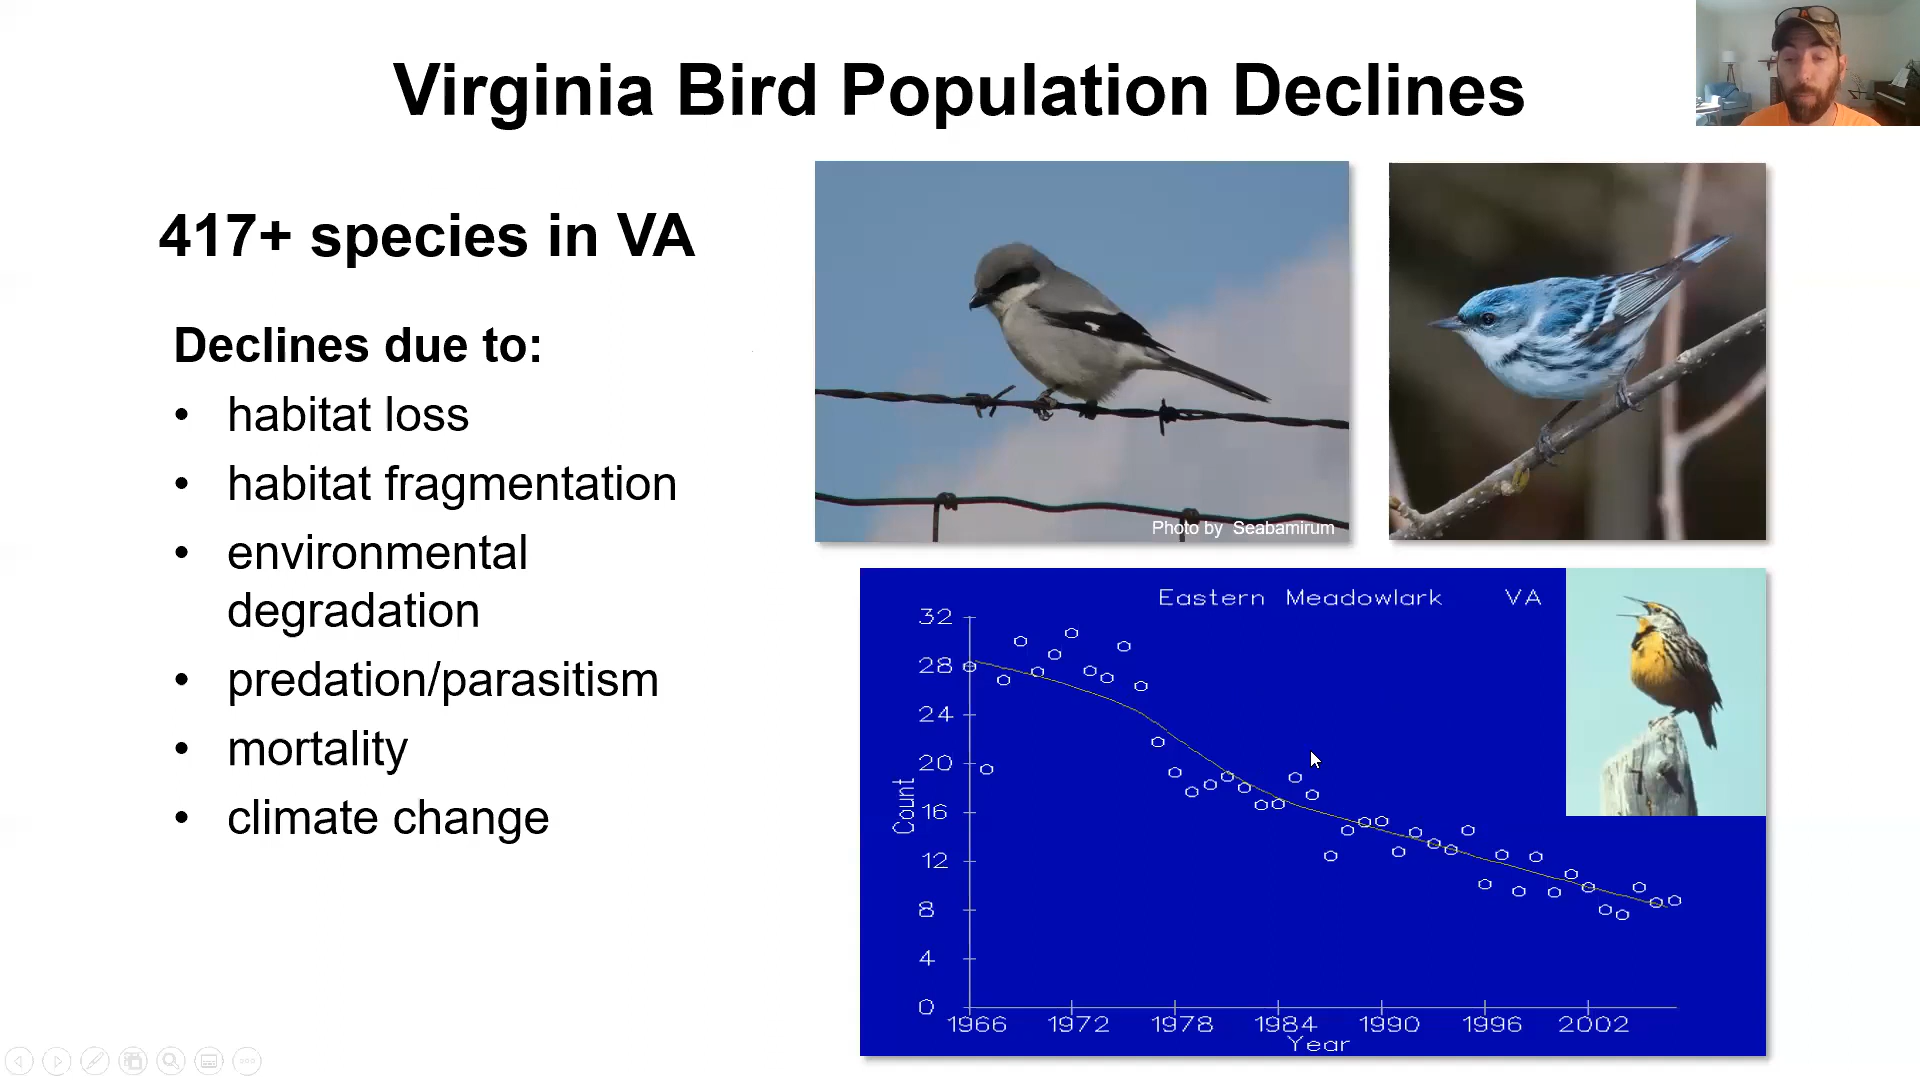 Virginia Bird Population Declines
417+ species in VA
Declines due to:
• habitat loss
• habitat fragmentation
• environmental
degradation
• predation/parasitism
• mortality
• climate change
Photo by Seabamirum
Eastern Meadowlark VA
32
28
24
20
16
12
8
4
0
Count
1966 1972 1978 1984 1990 1996 2002
Year